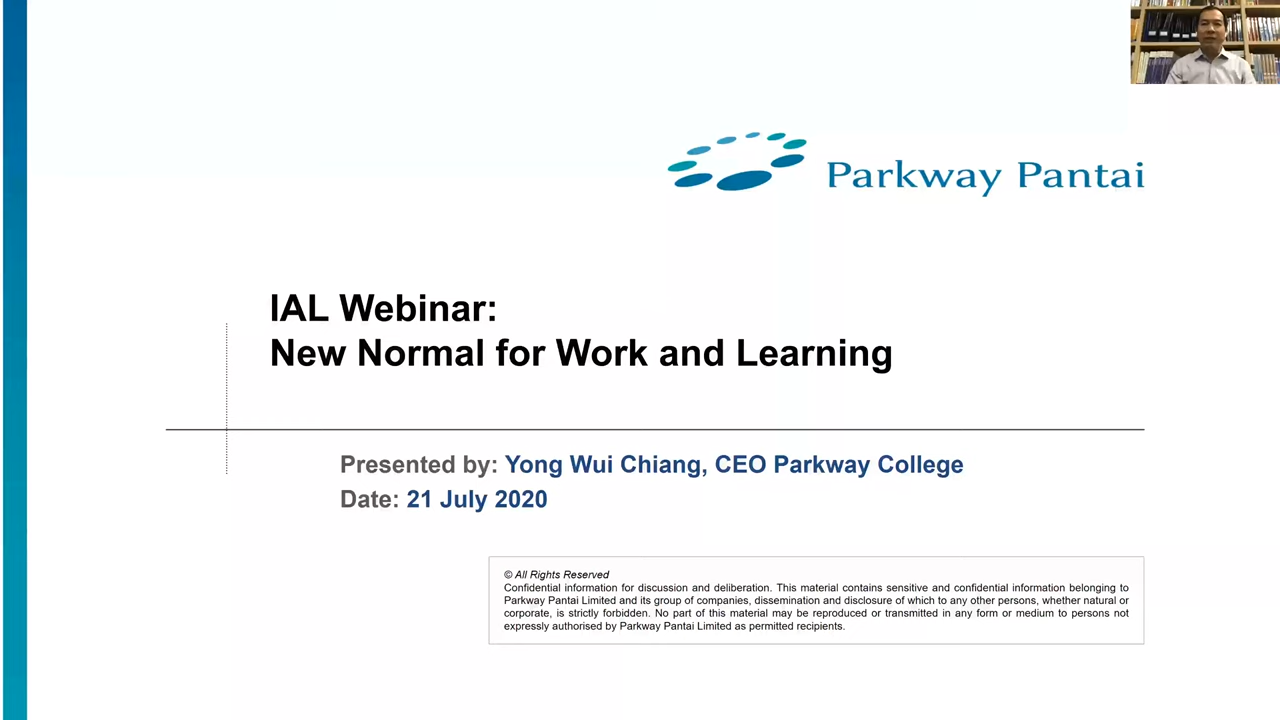 Parkway Pantai
IAL Webinar:
New Normal for Work and Learning
Presented by: Yong Wui Chiang, CEO Parkway College
Date: 21 July 2020
© All Rights Reserved
Confidential information for discussion and deliberation. This material contains sensitive and confidential information belonging to
Parkway Pantai Limited and its group of companies, dissemination and disclosure of which to any other persons, whether natural or
corporate, is strictly forbidden. No part of this material may be reproduced or transmitted in any form or medium to persons not
expressly authorised by Parkway Pantai Limited as permitted recipients.